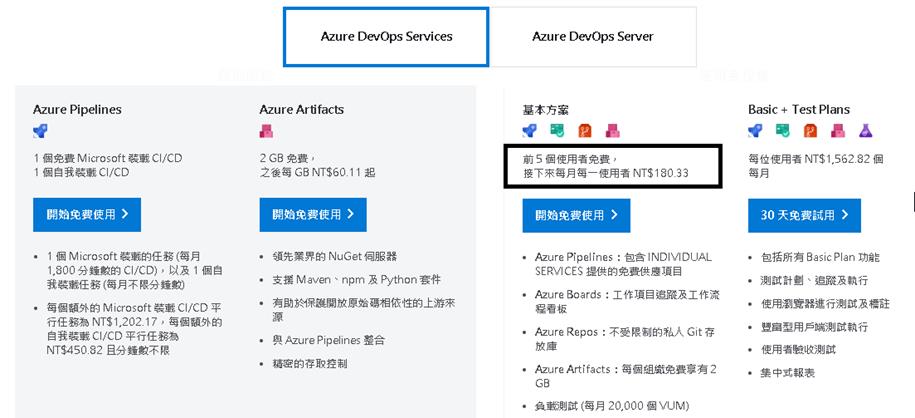 Azure DevOps Services
Azure DevOps Server
Azure Pipelines
1 個免費 Microsoft 裝載 CI/CD
1 個自我裝載 CI/CD
開始免費使用
• 1 個 Microsoft 裝載的任務 (每月
1,800 分鐘數的 CI/CD)，以及 1 個自
我裝載任務 (每月不限分鐘數)
• 每個額外的 Microsoft 裝載 CI/CD 平
行任務為 NT$1,202.17，每個額外的
自我裝載 CI/CD 平行任務為
NT$450.82 且分鐘數不限
Azure Artifacts
2 GB 免費，
之後每 GB NT$60.11 起
開始免費使用
• 領先業界的 NuGet 伺服器
• 支援 Maven、npm 及 Python 套件
• 有助於保護開放原始碼相依性的上游來
源
• 與 Azure Pipelines 整合
• 精密的存取控制
基本方案
前 5 個使用者免費，
接下來每月每一使用者 NT$180.33
開始免費使用
• Azure Pipelines：包含 INDIVIDUAL
SERVICES 提供的免費供應項目
• Azure Boards：工作項目追蹤及工作流
程看板
• Azure Repos：不受限制的私人 Git 存
放庫
• Azure Artifacts：每個組織免費享有 2
GB
• 負載測試 (每月 20,000 個 VUM)
Basic + Test Plans
每位使用者 NT$1,562.82 個
每月
30 天免費試用
• 包括所有 Basic Plan 功能
• 測試計劃、追蹤及執行
• 使用瀏覽器進行測試及標註
• 豐富型用戶端測試執行
• 使用者驗收測試
• 集中式報表